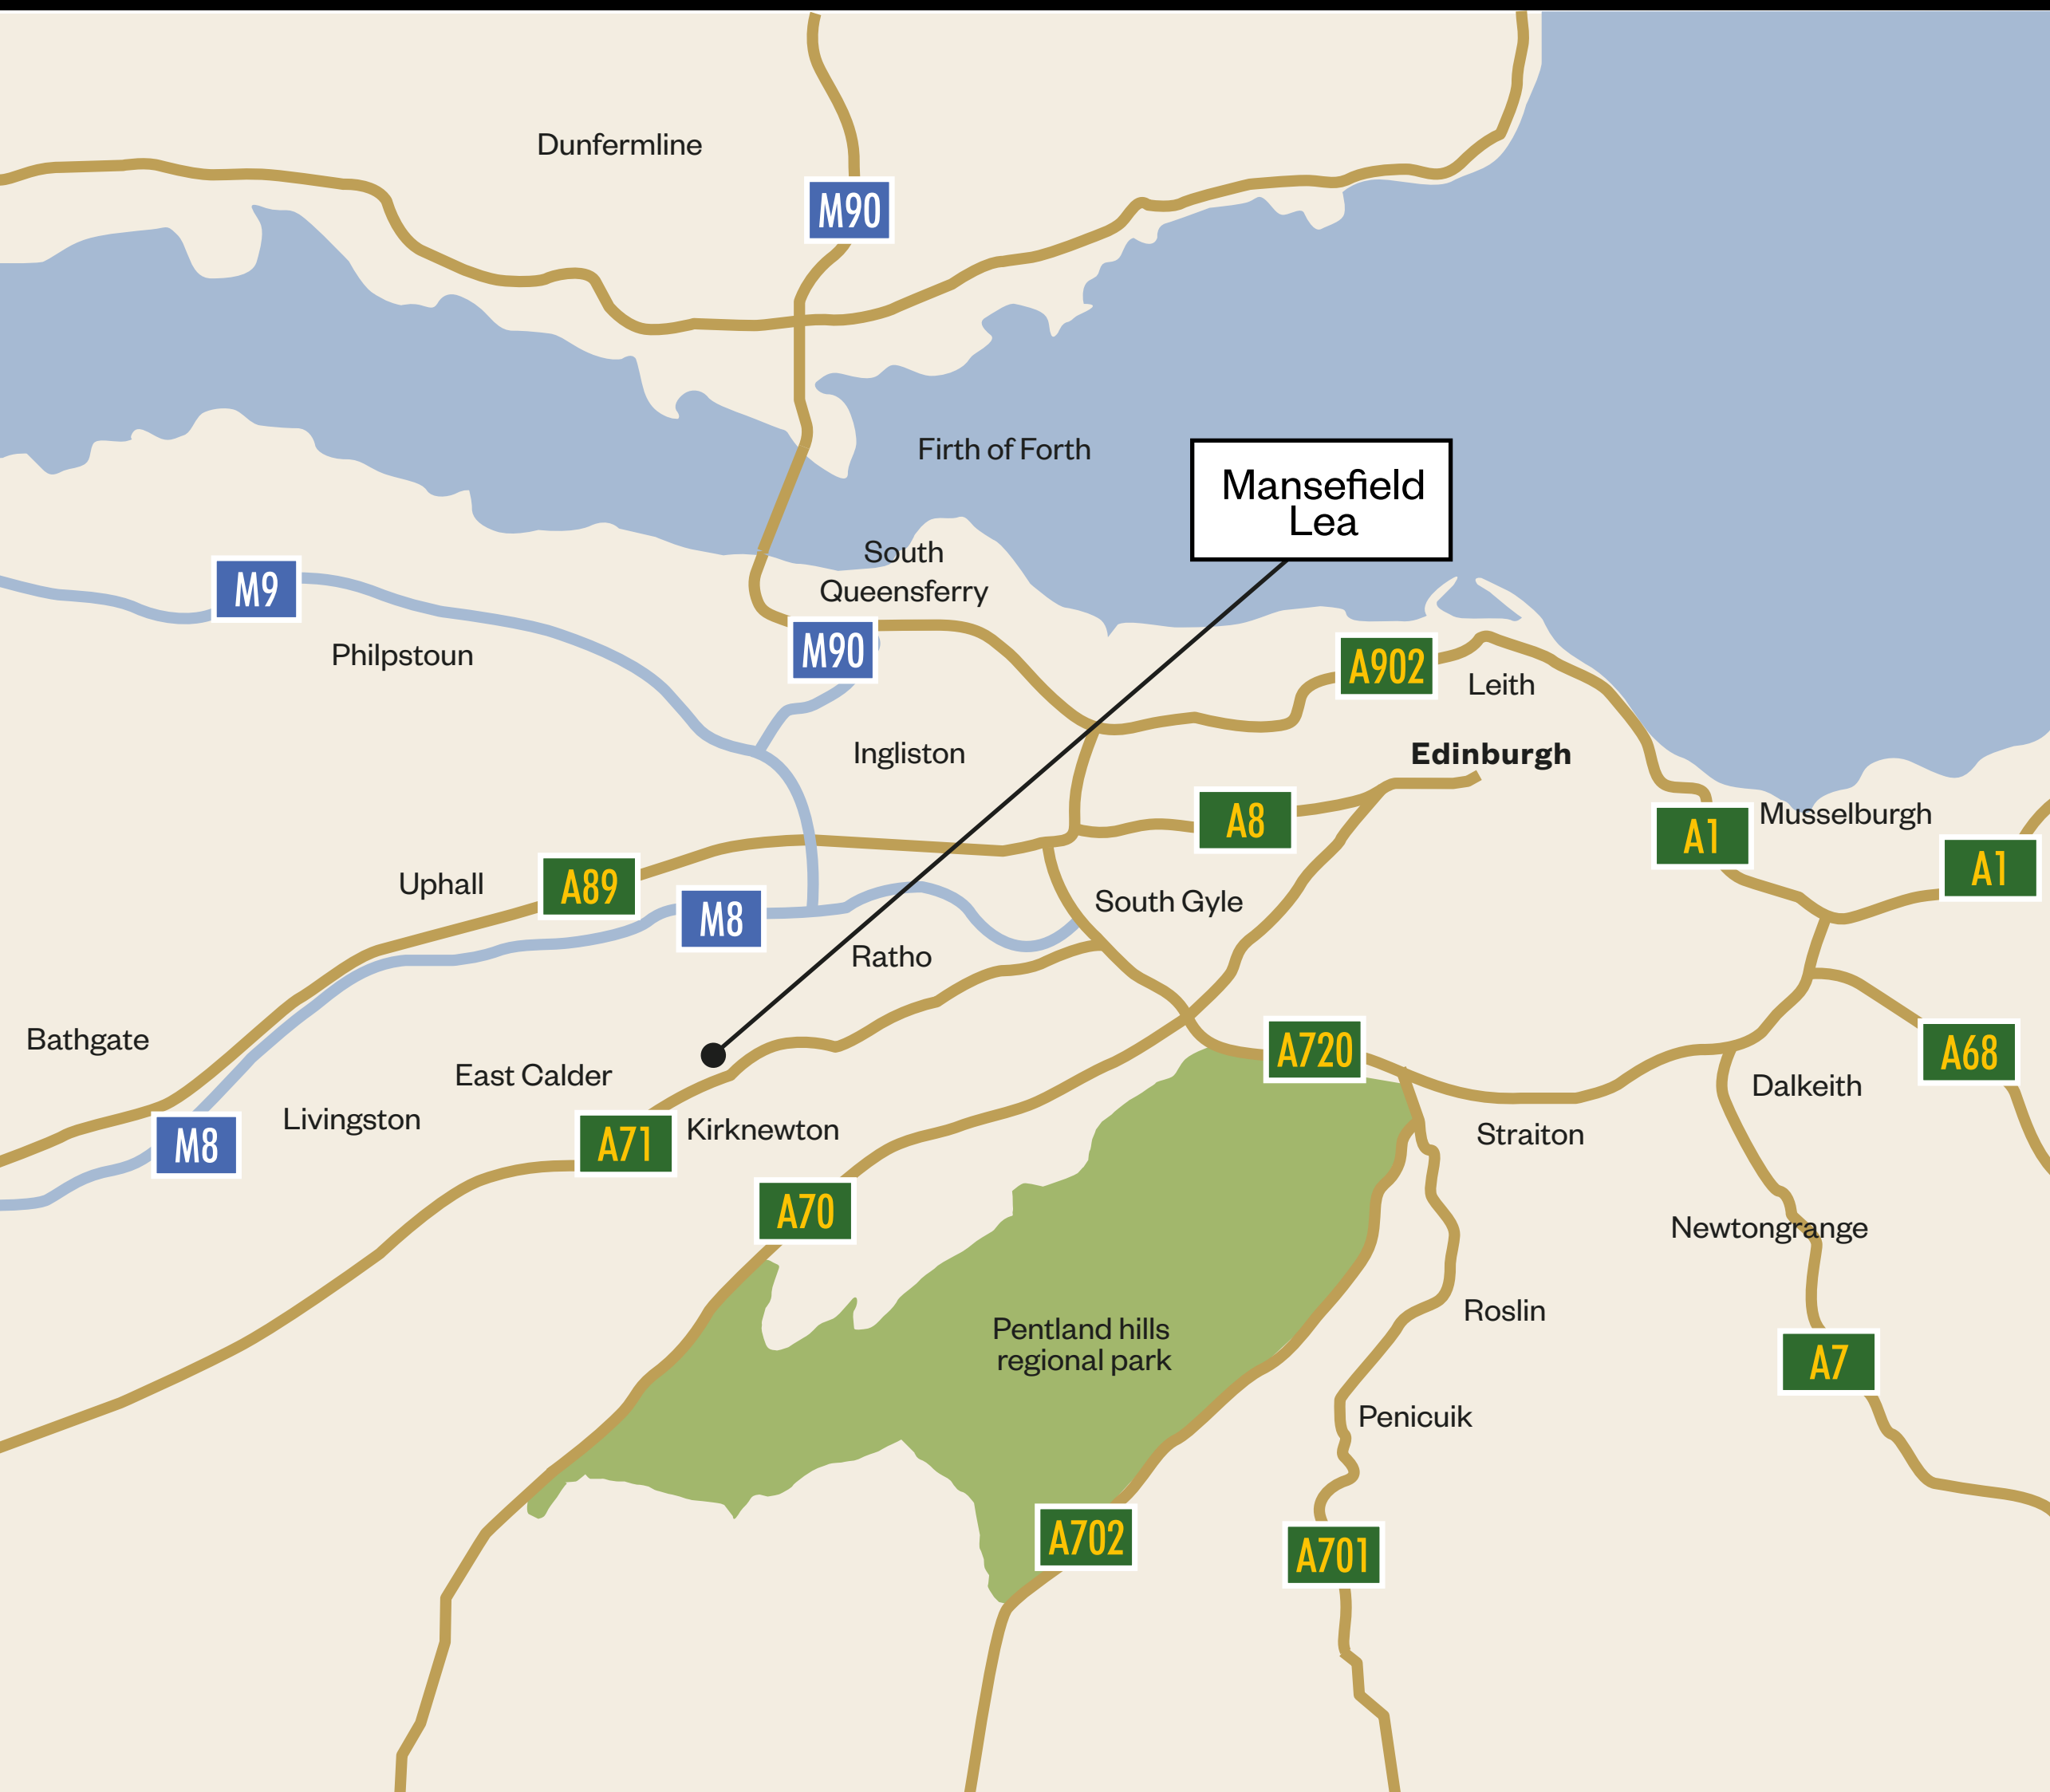 Dunfermline
M90
Firth of Forth
Mansefield
Lea
South
Queensferry
M9
M90
Philpstoun
A902
Leith
Ingliston
Edinburgh
A8
Musselburgh
A1
A1
Uphall
A89
M8
South Gyle
Ratho
Bathgate
East Calder
A720
A68
Dalkeith
Livingston
M8
A71
Kirknewton
Straiton
A70
Newtongrange
Roslin
Pentland hills
regional park
A7
Penicuik
A702
A701